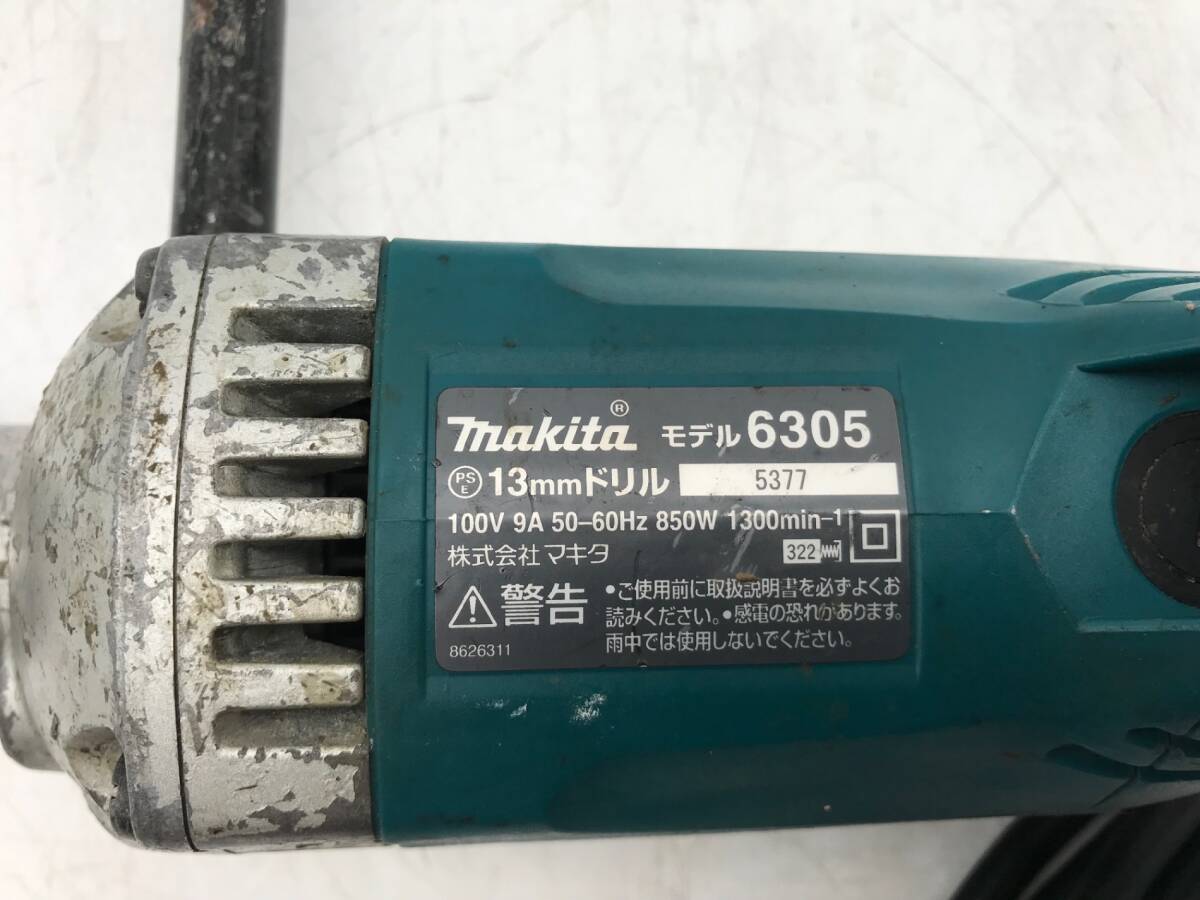 makita® モデル 6305
PSE 13mmドリル 5377
100V 9A 50-60Hz 850W 1300min-1
株式会社マキタ 322
警告 •ご使用前に取扱説明書を必ずよくお
読みください。•感電の恐れがあります。
雨中では使用しないでください。
8626311